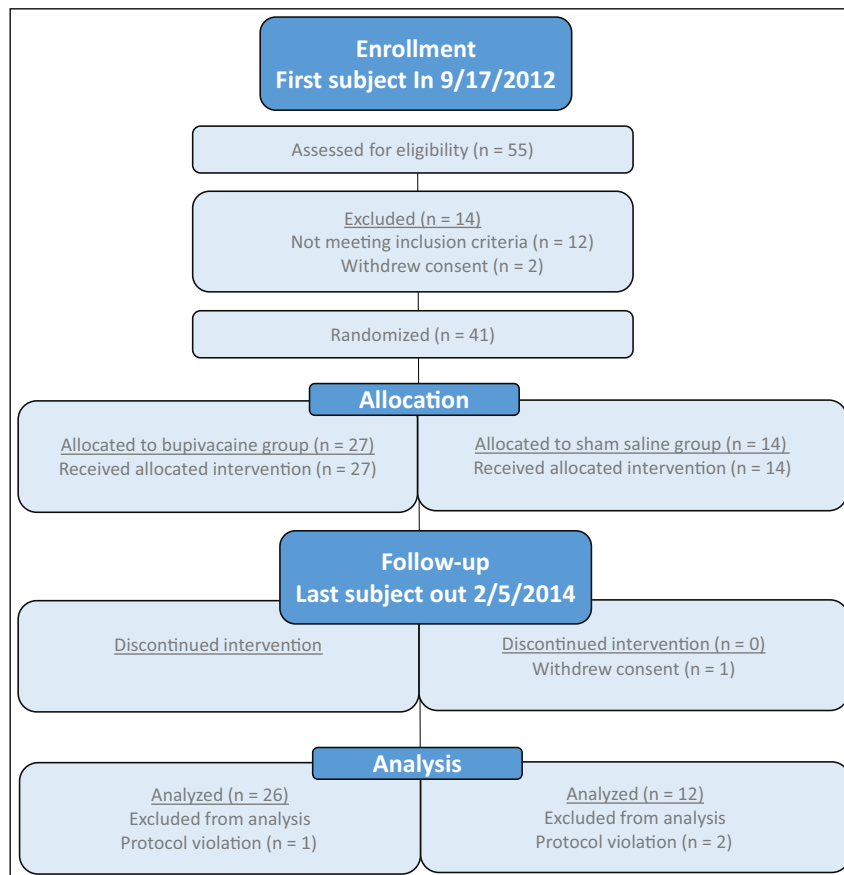 Enrollment
First subject In 9/17/2012
Assessed for eligibility (n = 55)
Excluded (n = 14)
Not meeting inclusion criteria (n = 12)
Withdrew consent (n = 2)
Randomized (n = 41)
Allocation
Allocated to bupivacaine group (n = 27)
Received allocated intervention (n = 27)
Allocated to sham saline group (n = 14)
Received allocated intervention (n = 14)
Follow-up
Last subject out 2/5/2014
Discontinued intervention
Discontinued intervention (n = 0)
Withdrew consent (n = 1)
Analysis
Analyzed (n = 26)
Excluded from analysis
Protocol violation (n = 1)
Analyzed (n = 12)
Excluded from analysis
Protocol violation (n = 2)